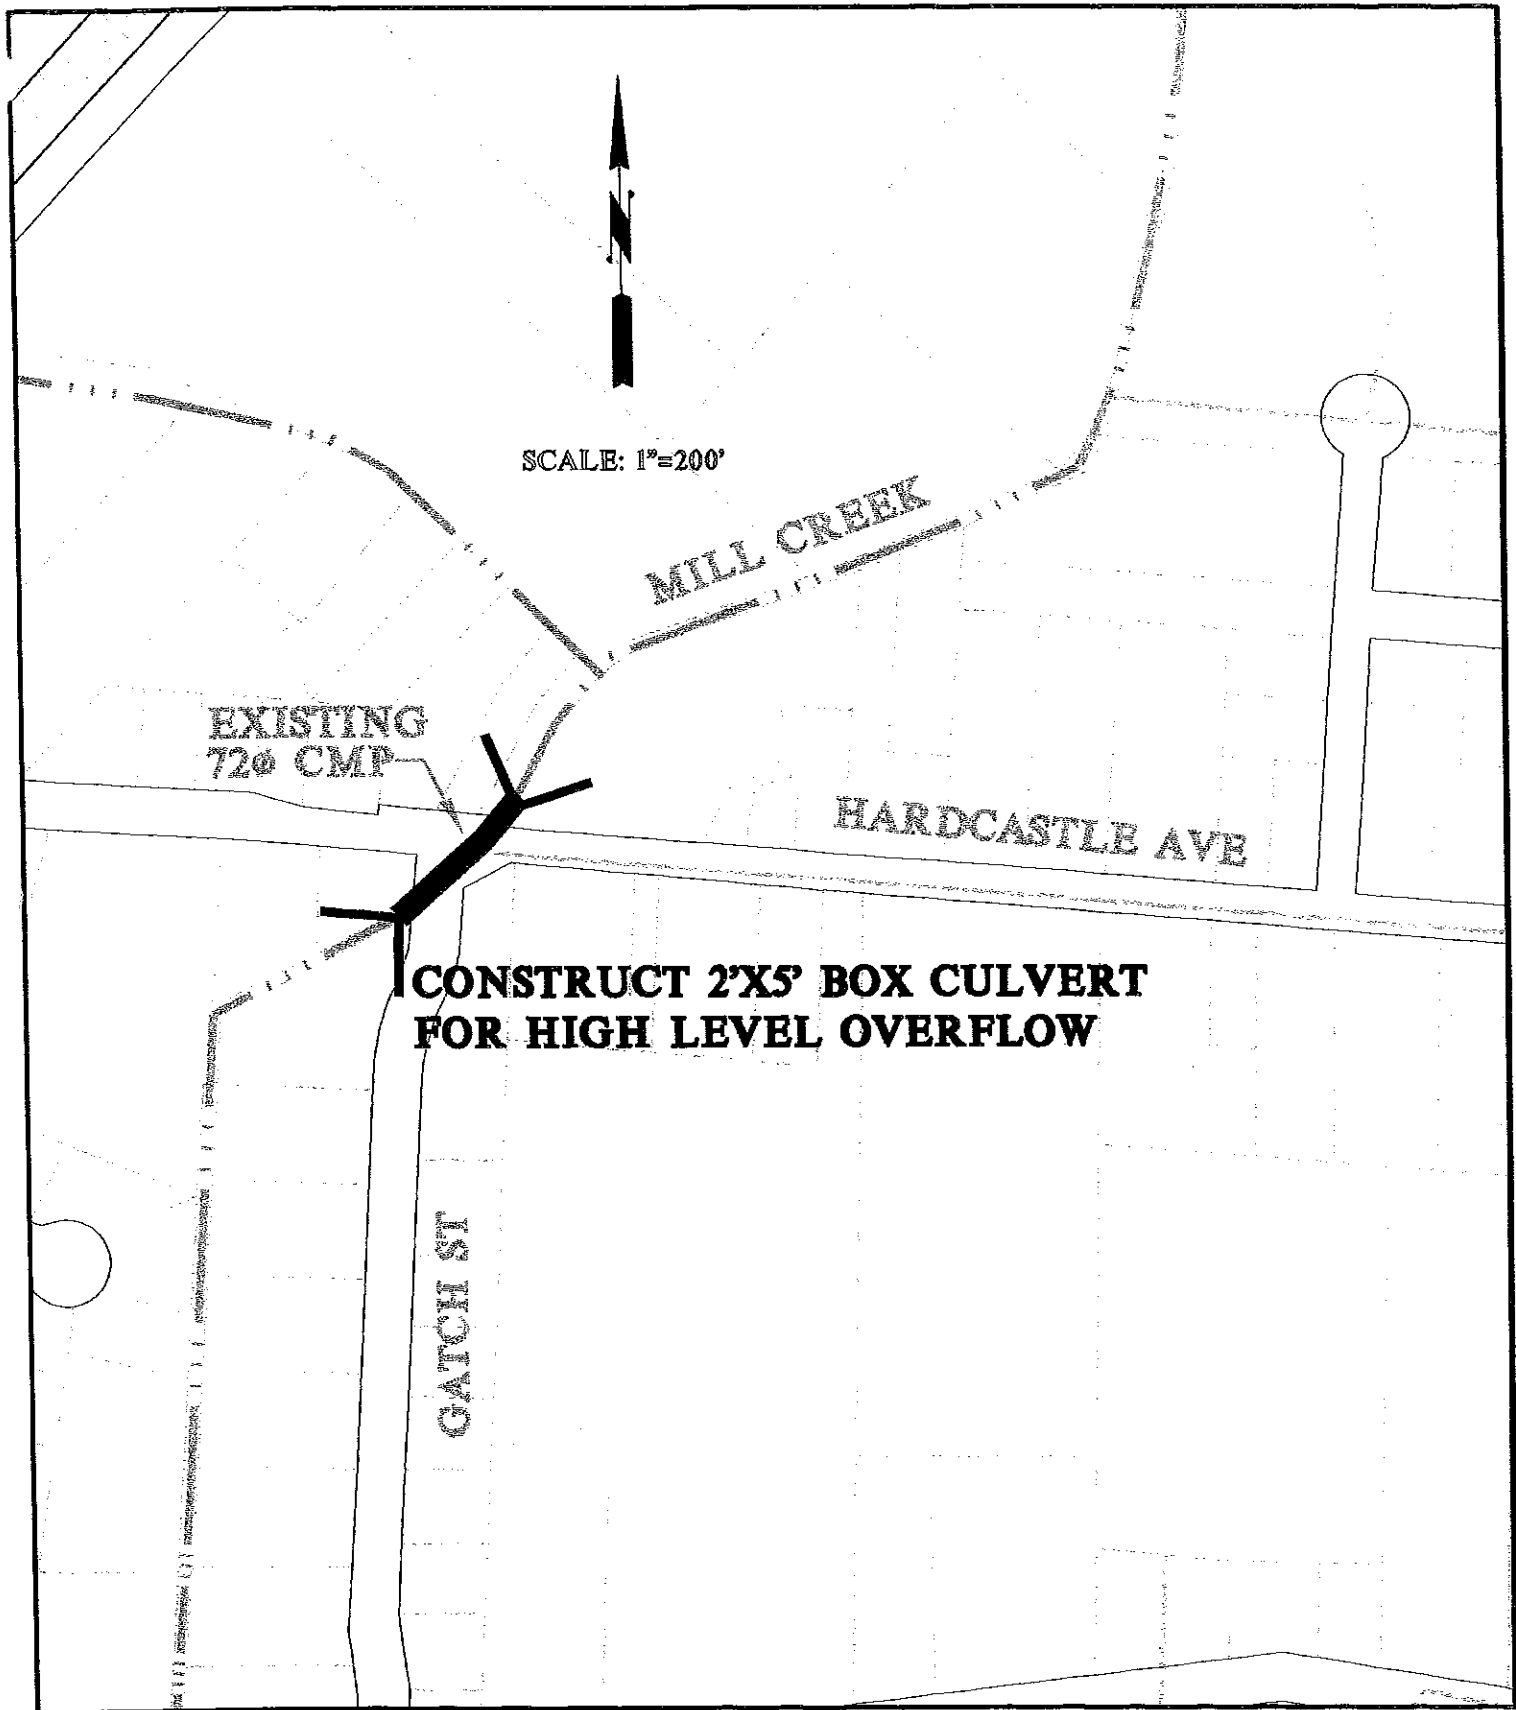 N
SCALE: 1"=200'
MILL CREEK
EXISTING
72ø CMP
HARDCASTLE AVE
CONSTRUCT 2'X5' BOX CULVERT
FOR HIGH LEVEL OVERFLOW
GATCH ST